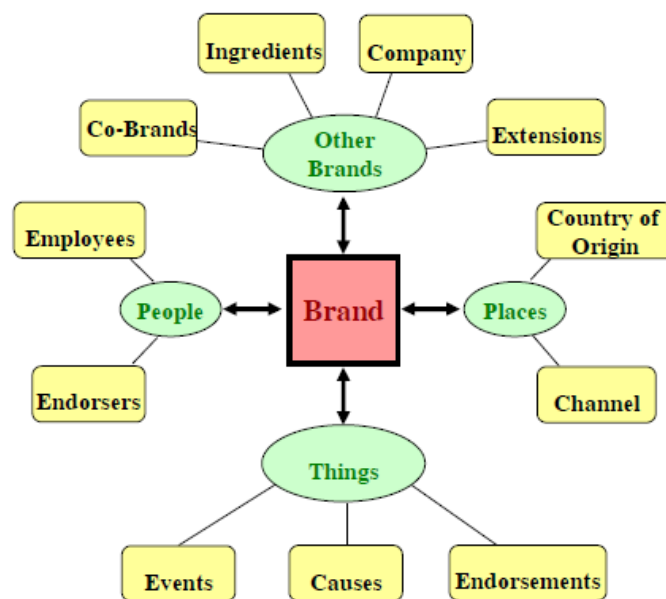 Ingredients
Company
Co-Brands
Other
Brands
Extensions
Employees
Country of
Origin
People
Brand
Places
Endorsers
Channel
Things
Events
Causes
Endorsements